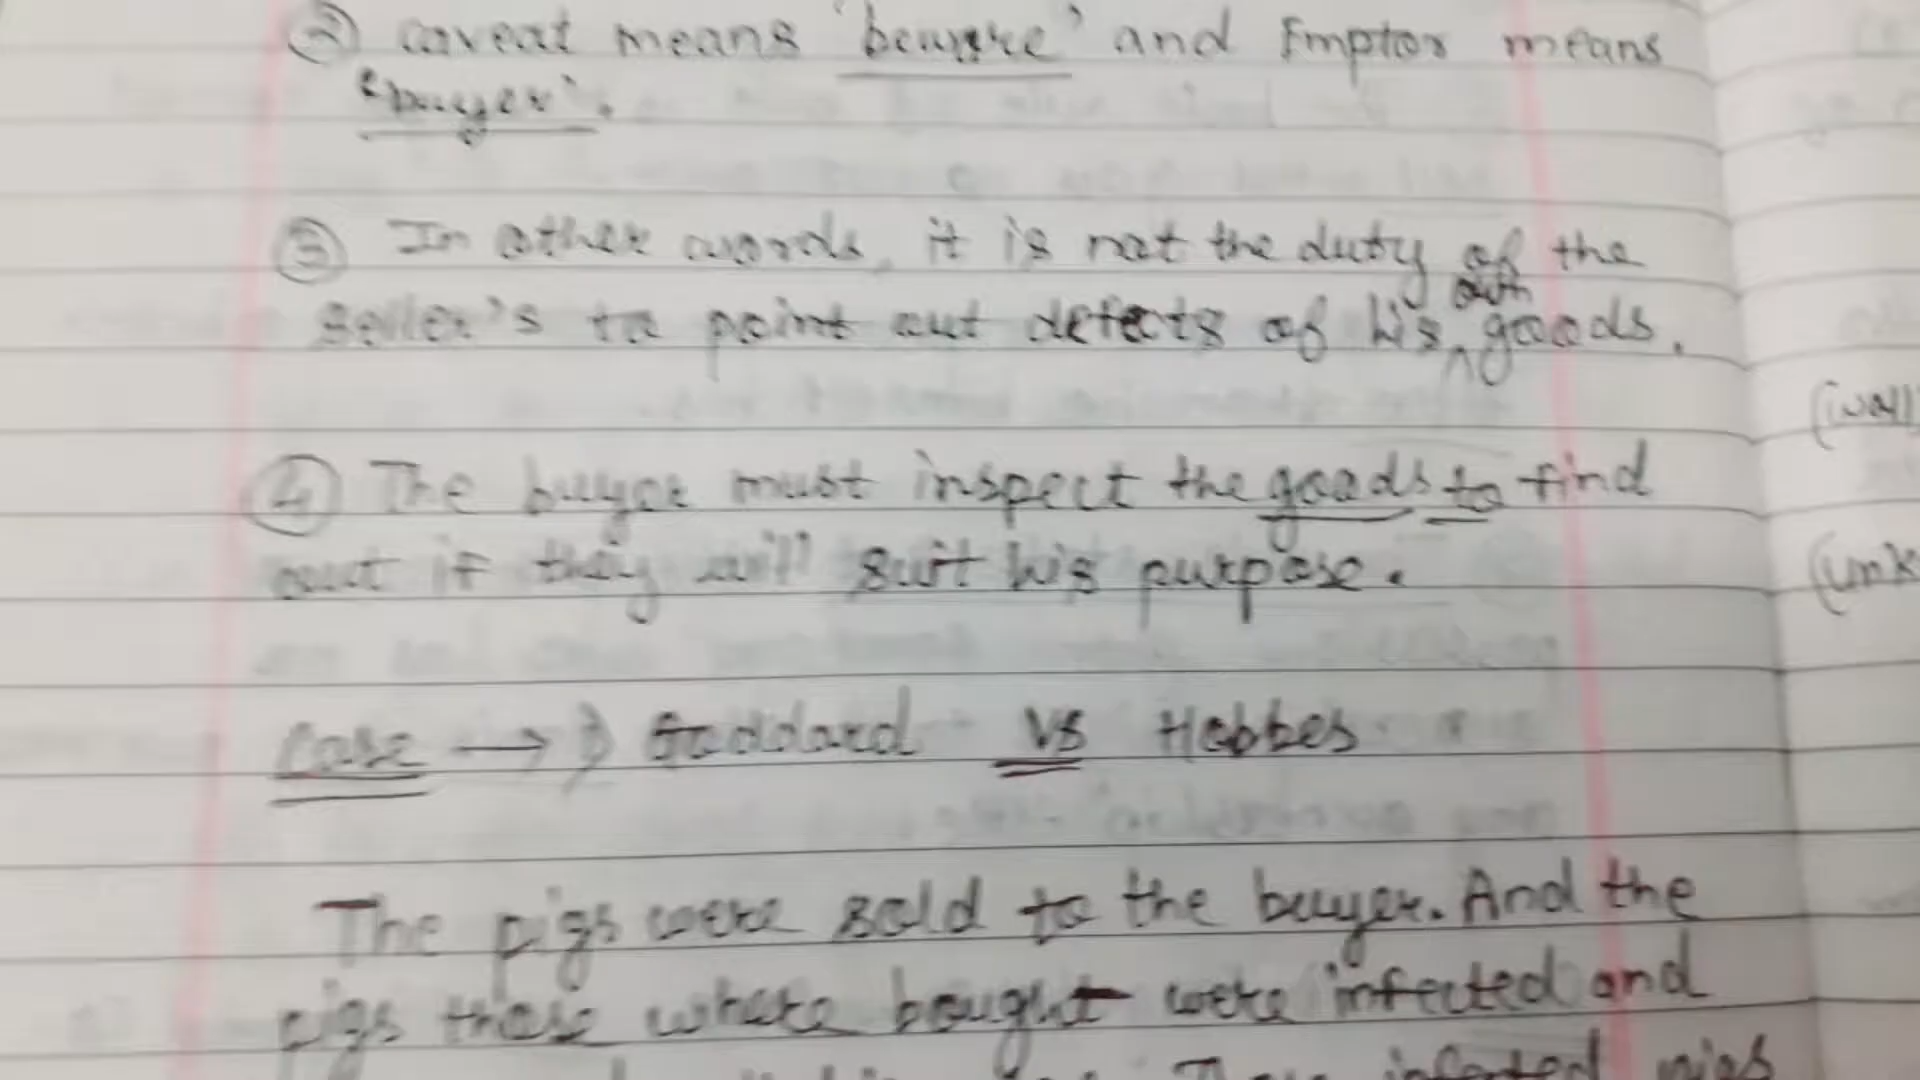 ② caveat means 'beware' and Emptor means
'buyer'.
③ In other words, it is not the duty of the
seller's to point out defects of his own goods.
④ The buyer must inspect the goods to find
out if they will suit his purpose.
Case → Goddard VS Hobbes
The pigs were sold to the buyer. And the
pigs those where bought were infected and
infected pigs